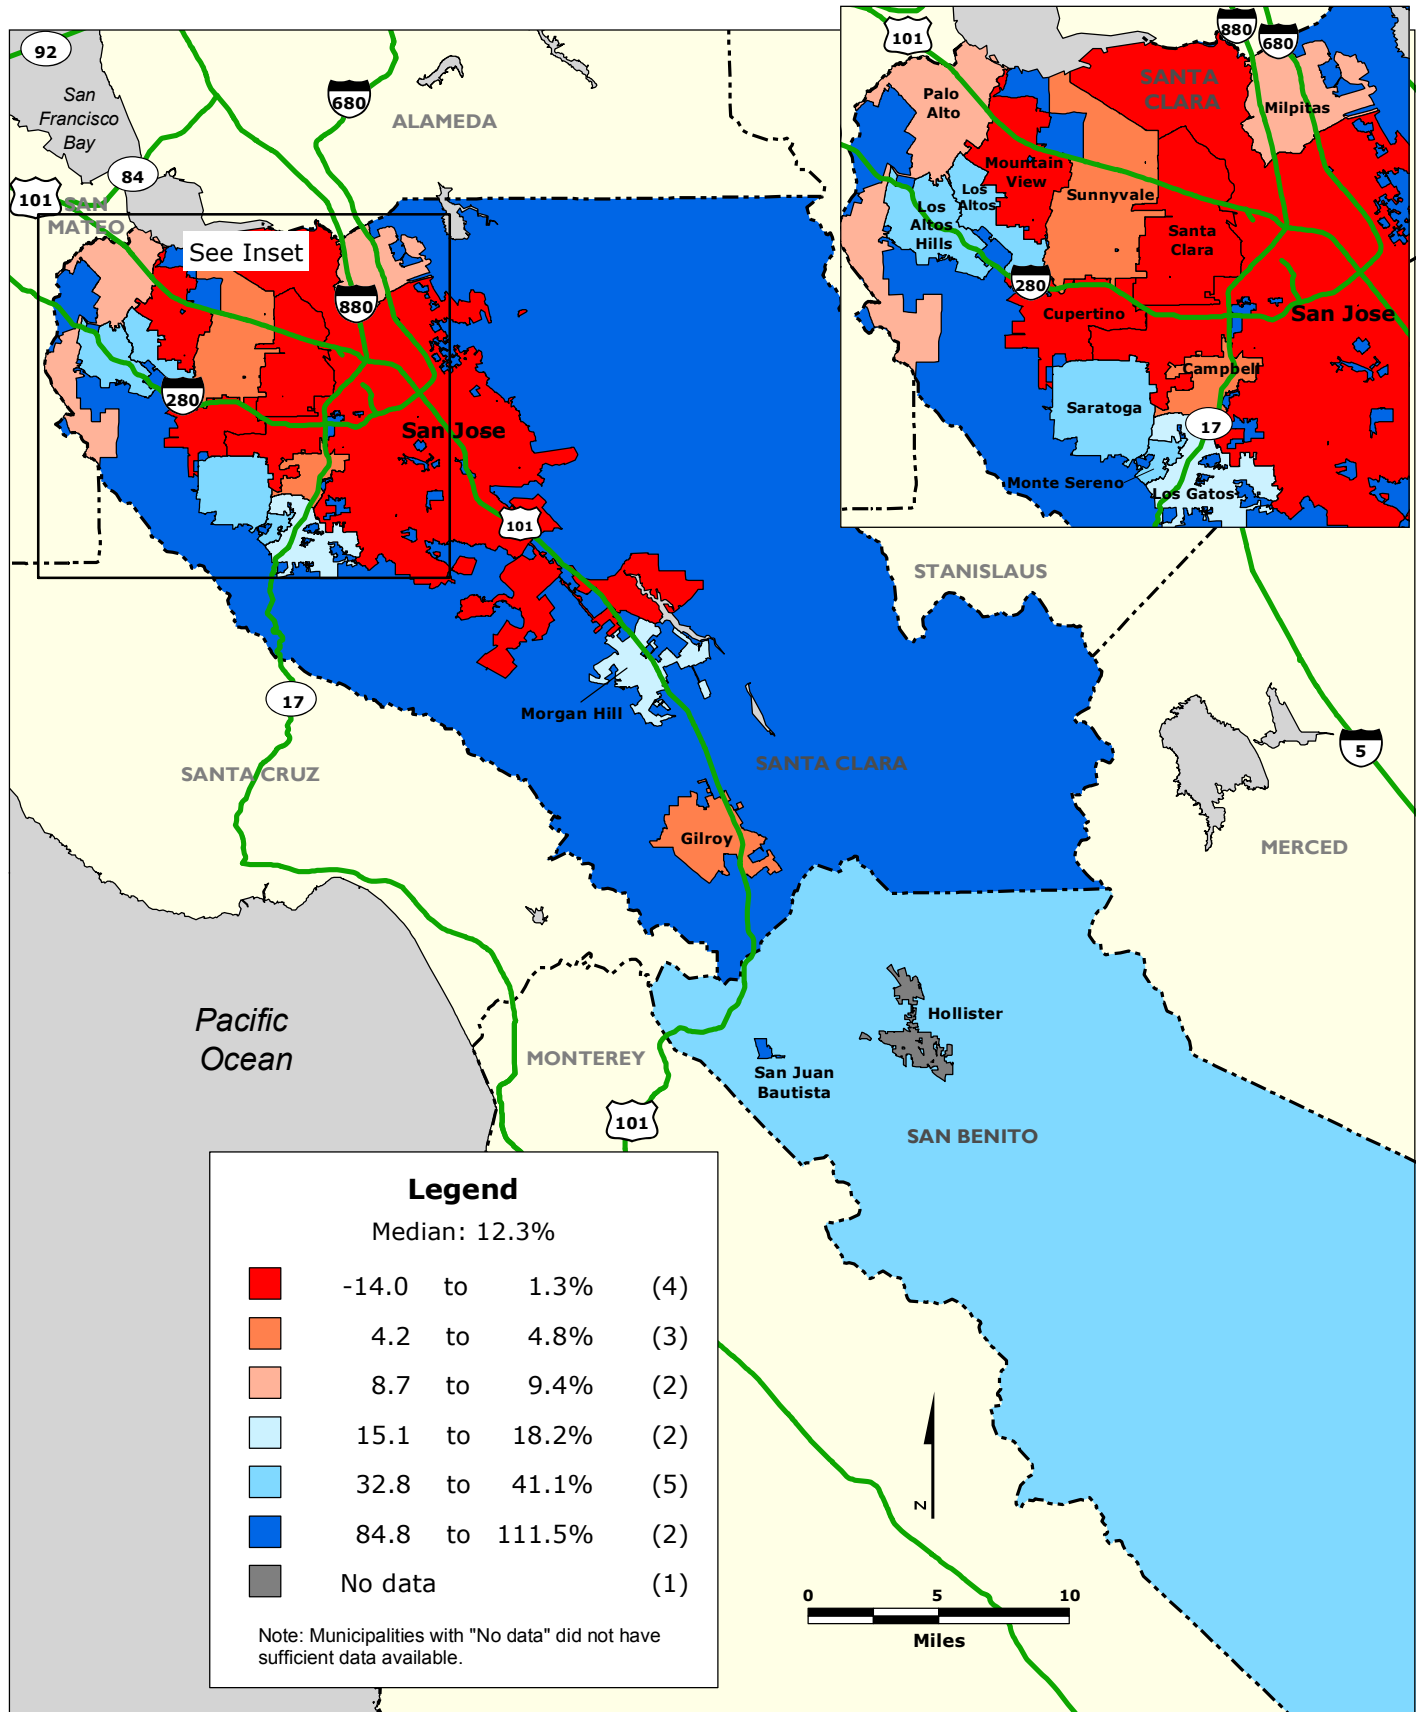 92
San
Francisco
Bay
84
101
SAN
MATEO
680
ALAMEDA
See Inset
880
280
San Jose
101
17
Morgan Hill
SANTA CRUZ
SANTA CLARA
Gilroy
101
Palo
Alto
Mountain
View
Los
Altos
Los
Altos
Hills
280
Sunnyvale
SANTA
CLARA
880
680
Milpitas
Santa
Clara
Cupertino
San Jose
Campbell
Saratoga
17
Monte Sereno
Los Gatos
STANISLAUS
5
MERCED
Pacific
Ocean
MONTEREY
101
Hollister
San Juan
Bautista
SAN BENITO
Legend
Median: 12.3%
-14.0 to 1.3% (4)
4.2 to 4.8% (3)
8.7 to 9.4% (2)
15.1 to 18.2% (2)
32.8 to 41.1% (5)
84.8 to 111.5% (2)
No data (1)
Note: Municipalities with "No data" did not have
sufficient data available.
N
0 5 10
Miles